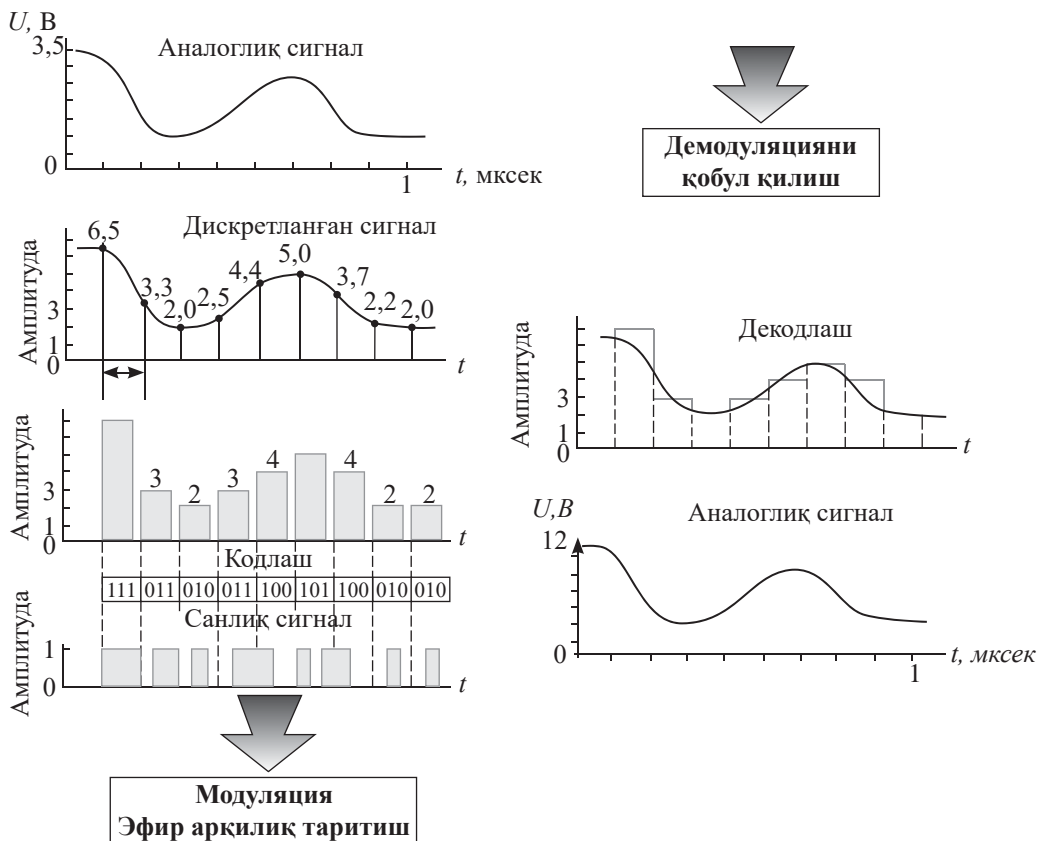 U, В
3,5
Аналоглиқ сигнал
0
1
t, мксек
Дискретланған сигнал
Амплитуда
6,5
3,3
2,0
2,5
4,4
5,0
3,7
2,2
2,0
3
1
0
t
Амплитуда
3
2
3
4
4
2
2
3
1
0
t
Кодлаш
111 011 010 011 100 101 100 010 010
Санлиқ сигнал
Амплитуда
1
0
t
Модуляция
Эфир арқилиқ таритиш
Демодуляцияни
қобул қилиш
Декодлаш
Амплитуда
3
1
0
t
U,В
12
Аналоглиқ сигнал
0
1
t, мксек